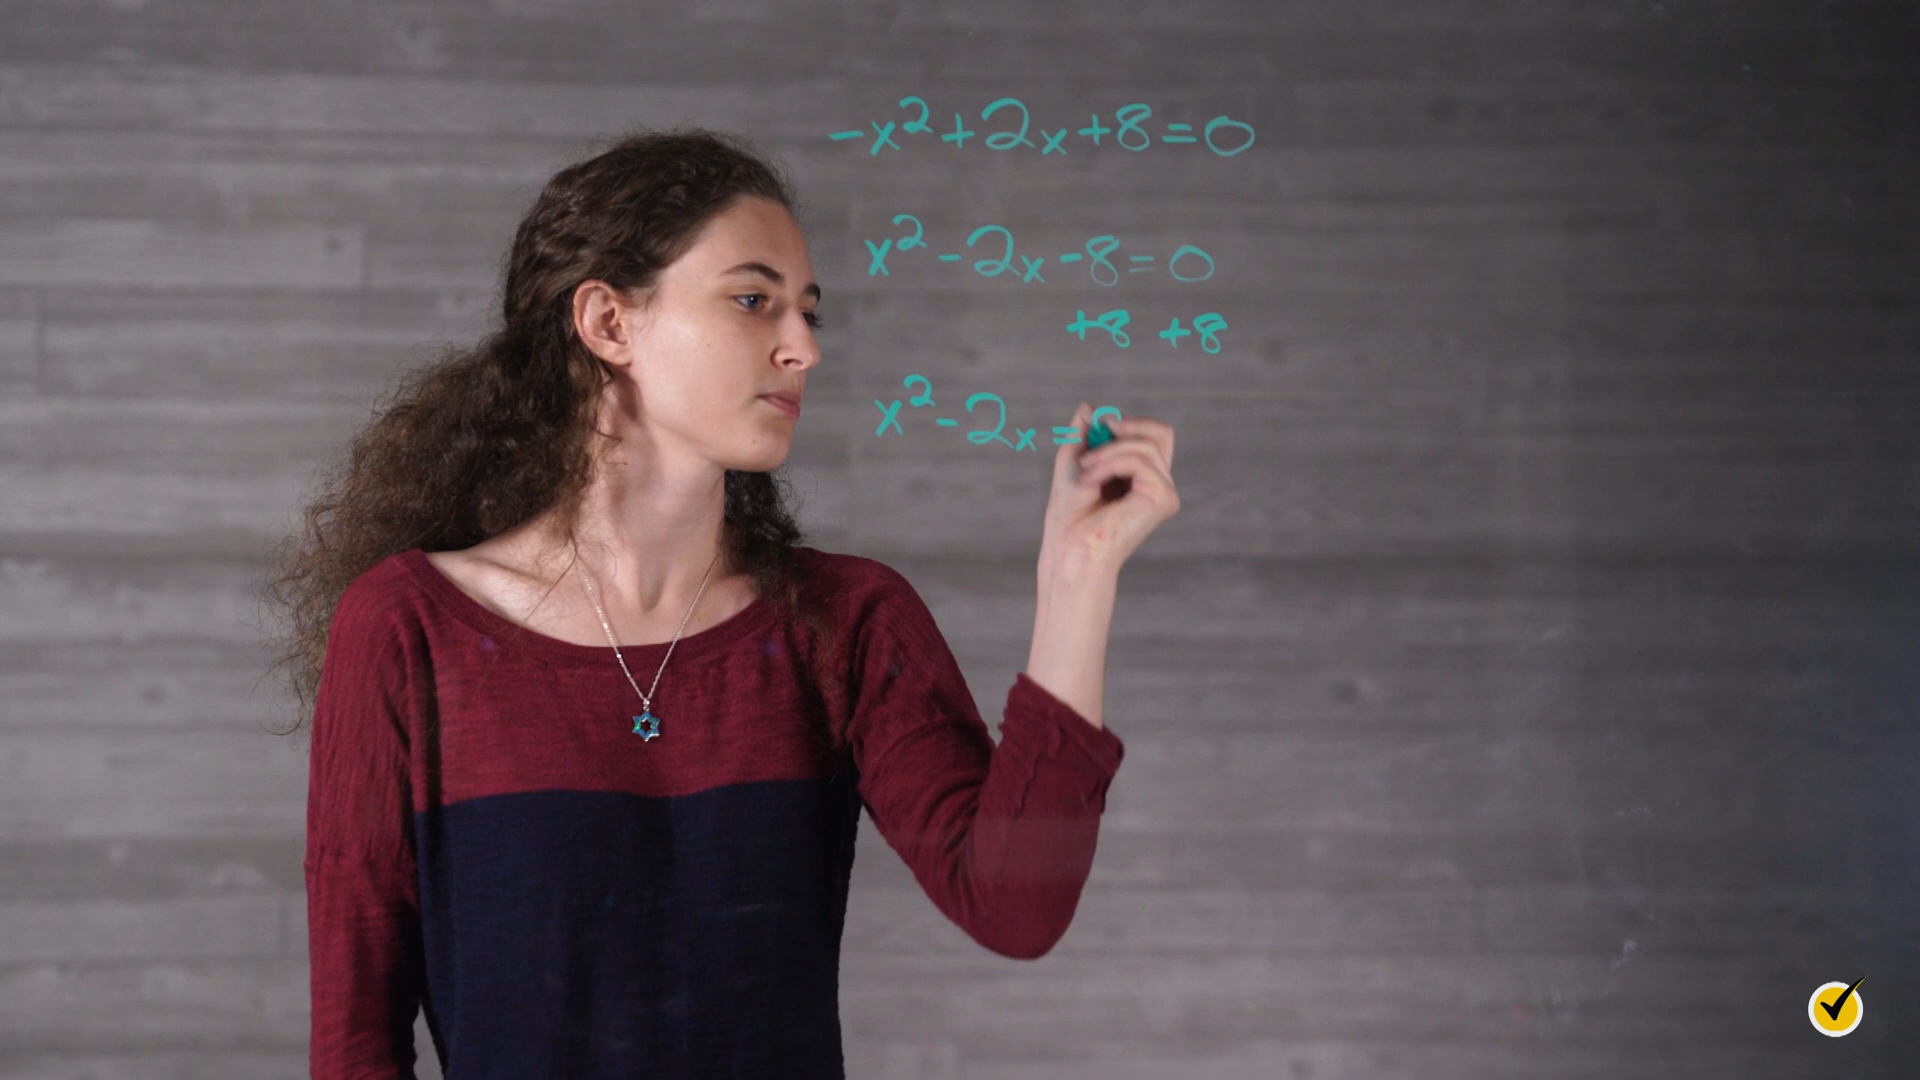 -x²+2x+8=0
x²-2x-8=0
+8 +8
x²-2x=